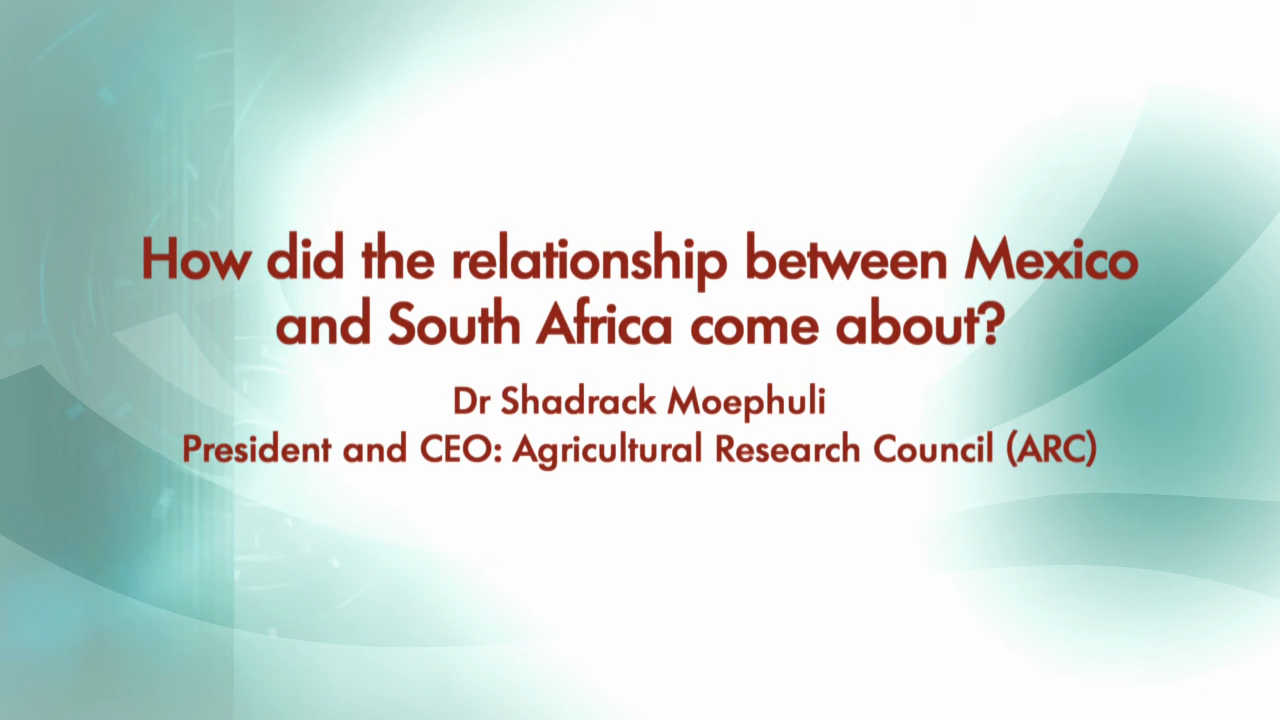 How did the relationship between Mexico
and South Africa come about?
Dr Shadrack Moephuli
President and CEO: Agricultural Research Council (ARC)